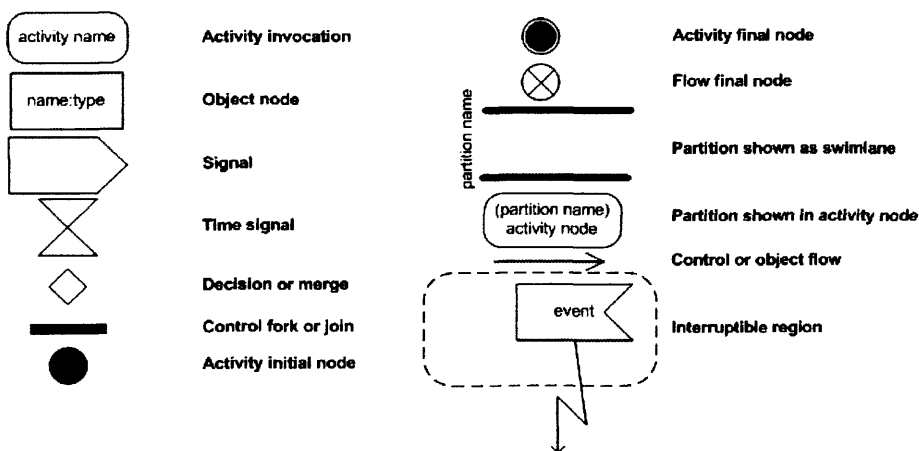 activity name
Activity invocation
name:type
Object node
Signal
Time signal
Decision or merge
Control fork or join
Activity initial node
Activity final node
Flow final node
partition name
Partition shown as swimlane
(partition name)
activity node
Partition shown in activity node
Control or object flow
event
Interruptible region